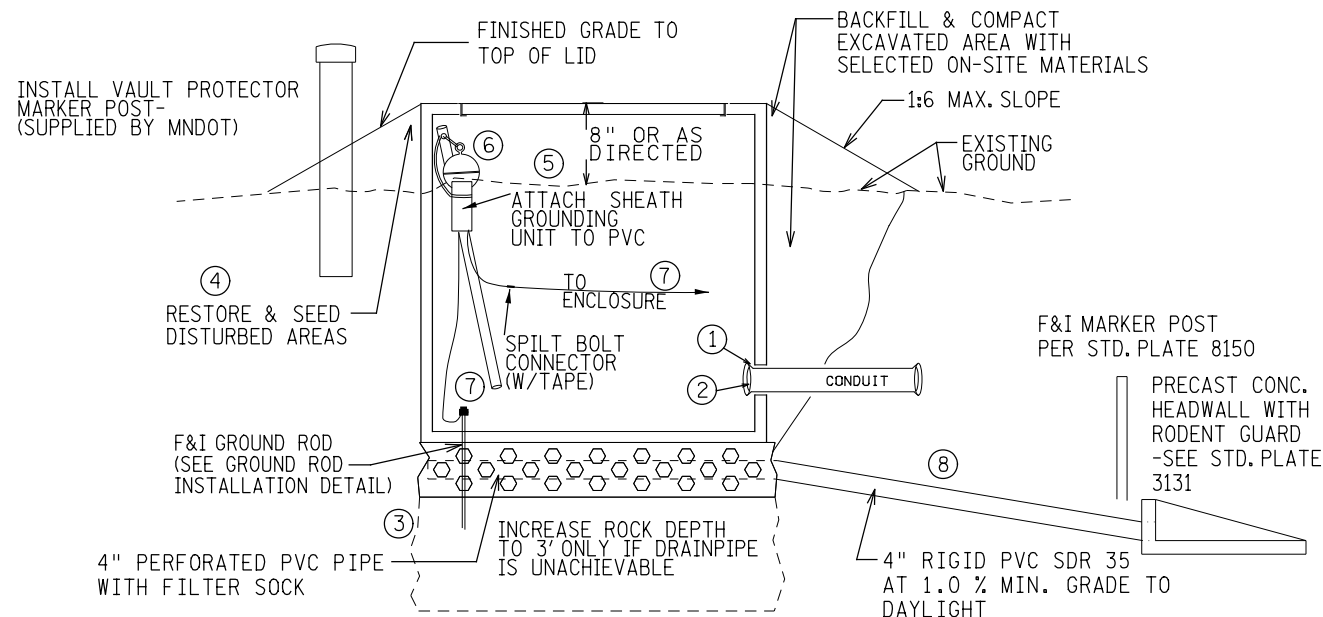 FINISHED GRADE TO
TOP OF LID
BACKFILL & COMPACT
EXCAVATED AREA WITH
SELECTED ON-SITE MATERIALS
INSTALL VAULT PROTECTOR
MARKER POST-
(SUPPLIED BY MNDOT)
1:6 MAX. SLOPE
8" OR AS
DIRECTED
EXISTING
GROUND
6
5
ATTACH SHEATH
GROUNDING
UNIT TO PVC
4
RESTORE & SEED
DISTURBED AREAS
TO
ENCLOSURE
7
SPILT BOLT
CONNECTOR
(W/TAPE)
7
1
2
CONDUIT
F&I MARKER POST
PER STD. PLATE 8150
PRECAST CONC.
HEADWALL WITH
RODENT GUARD
-SEE STD. PLATE
3131
F&I GROUND ROD
(SEE GROUND ROD
INSTALLATION DETAIL)
8
3
INCREASE ROCK DEPTH
TO 3' ONLY IF DRAINPIPE
IS UNACHIEVABLE
4" PERFORATED PVC PIPE
WITH FILTER SOCK
4" RIGID PVC SDR 35
AT 1.0 % MIN. GRADE TO
DAYLIGHT